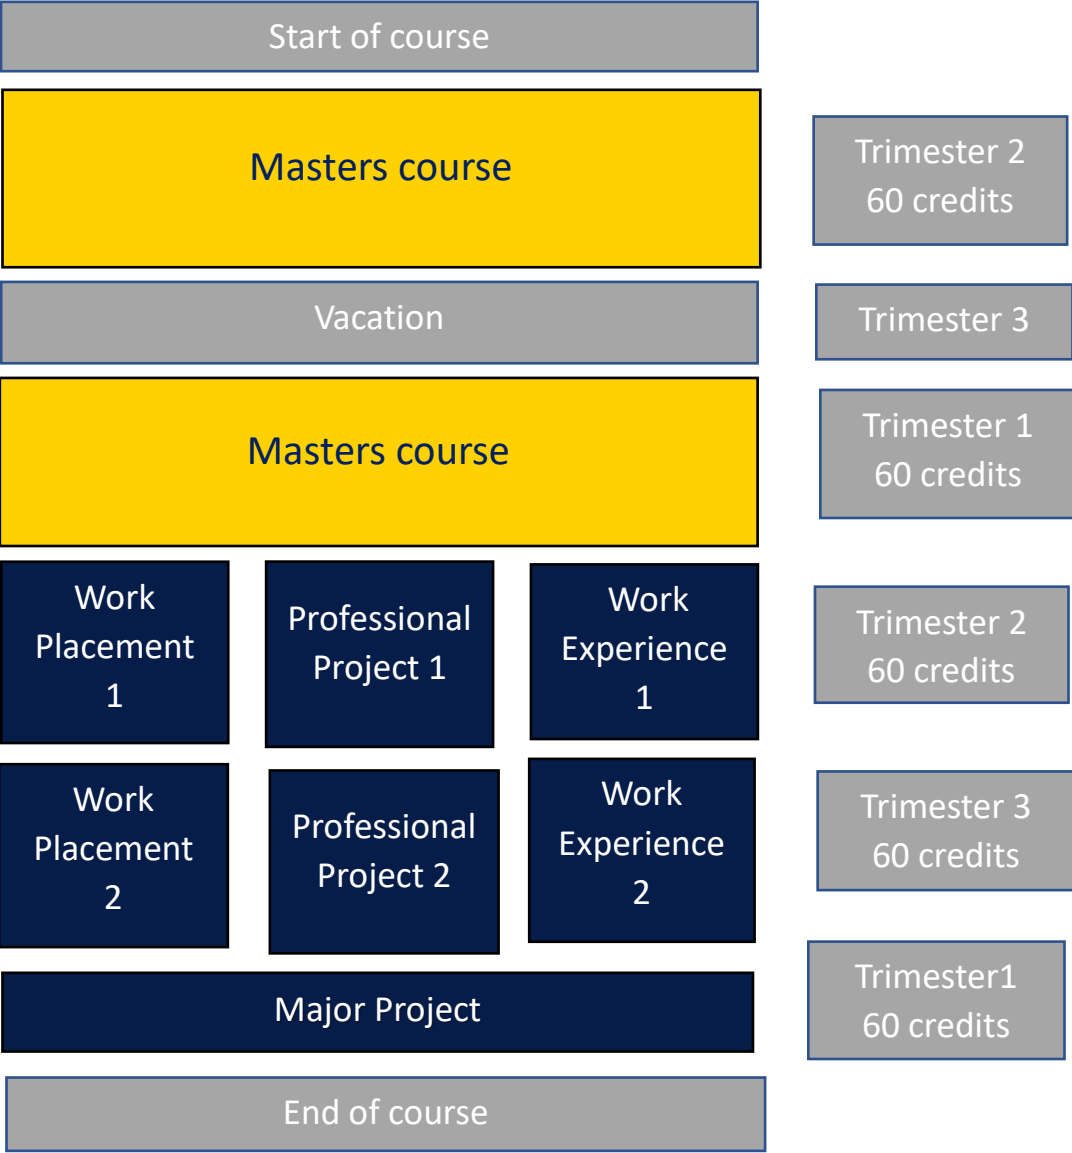 Start of course
Masters course
Trimester 2
60 credits
Vacation
Trimester 3
Masters course
Trimester 1
60 credits
Work
Placement
1
Professional
Project 1
Work
Experience
1
Trimester 2
60 credits
Work
Placement
2
Professional
Project 2
Work
Experience
2
Trimester 3
60 credits
Major Project
Trimester1
60 credits
End of course